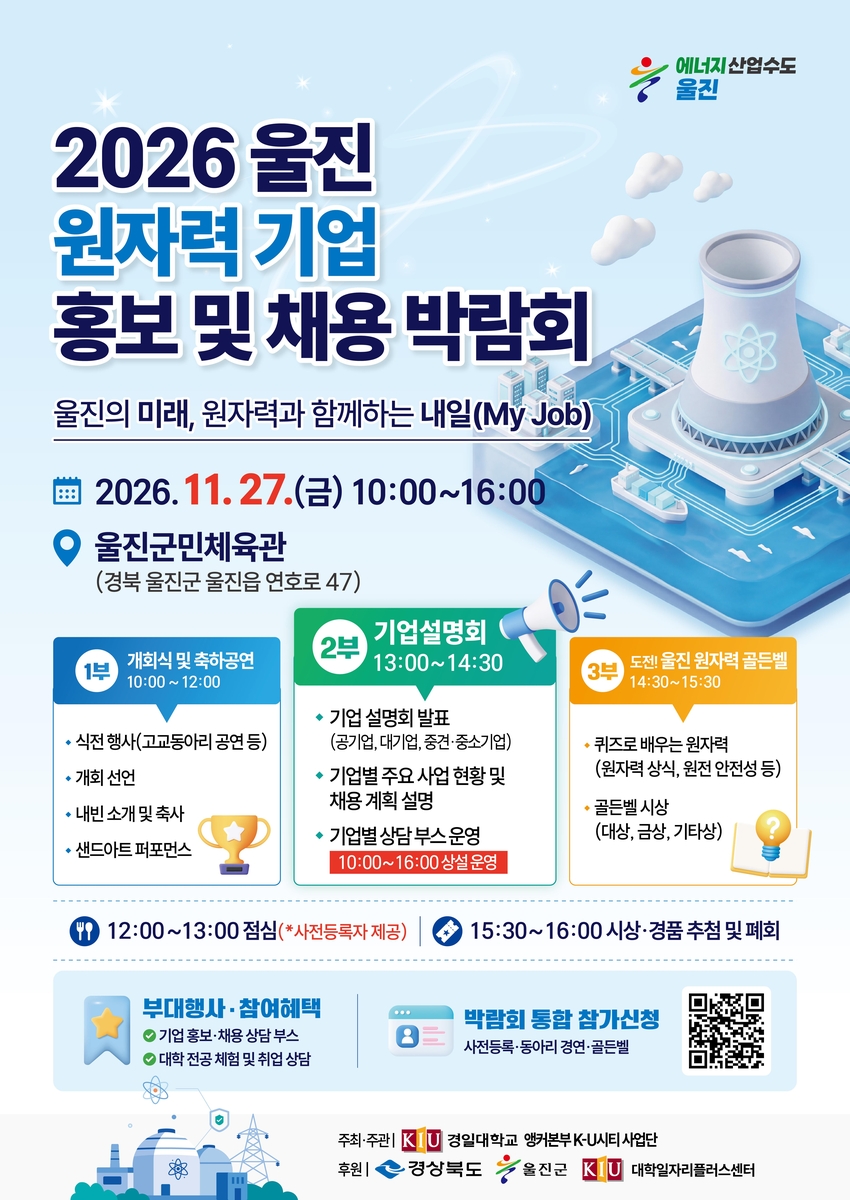 에너지산업수도
울진
2026 울진
원자력 기업
홍보 및 채용 박람회
울진의 미래, 원자력과 함께하는 내일(My Job)
2026. 11. 27.(금) 10:00~16:00
울진군민체육관
(경북 울진군 울진읍 연호로 47)
1부 개회식 및 축하공연
10:00 ~ 12:00
식전 행사(고교동아리 공연 등)
개회 선언
내빈 소개 및 축사
샌드아트 퍼포먼스
2부 기업설명회
13:00~14:30
기업 설명회 발표
(공기업, 대기업, 중견·중소기업)
기업별 주요 사업 현황 및
채용 계획 설명
기업별 상담 부스 운영
10:00~16:00 상설 운영
3부 도전! 울진 원자력 골든벨
14:30~15:30
퀴즈로 배우는 원자력
(원자력 상식, 원전 안전성 등)
골든벨 시상
(대상, 금상, 기타상)
12:00~13:00 점심(*사전등록자 제공)
15:30~16:00 시상·경품 추첨 및 폐회
부대행사·참여혜택
기업 홍보·채용 상담 부스
대학 전공 체험 및 취업 상담
박람회 통합 참가신청
사전등록·동아리 경연·골든벨
주최·주관 | KIU 경일대학교 앵커본부 K-U시티 사업단
후원 | 경상북도 울진군 KIU 대학일자리플러스센터